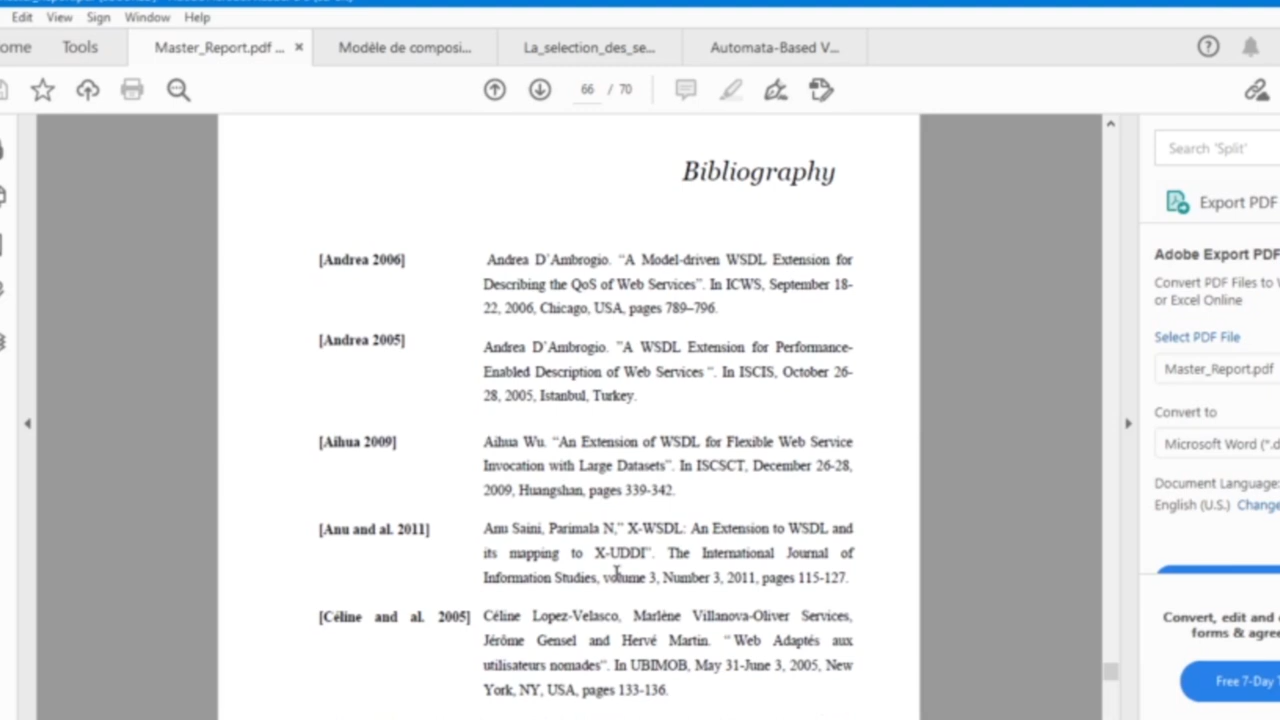 Edit View Sign Window Help
ome Tools Master_Report.pdf ... × Modèle de composi... La_selection_des_se... Automata-Based V...
66 / 70
Bibliography
[Andrea 2006] Andrea D'Ambrogio. "A Model-driven WSDL Extension for
Describing the QoS of Web Services". In ICWS, September 18-
22, 2006, Chicago, USA, pages 789–796.
[Andrea 2005] Andrea D'Ambrogio. "A WSDL Extension for Performance-
Enabled Description of Web Services ". In ISCIS, October 26-
28, 2005, Istanbul, Turkey.
[Aihua 2009] Aihua Wu. "An Extension of WSDL for Flexible Web Service
Invocation with Large Datasets". In ISCSCT, December 26-28,
2009, Huangshan, pages 339-342.
[Anu and al. 2011] Anu Saini, Parimala N," X-WSDL: An Extension to WSDL and
its mapping to X-UDDI". The International Journal of
Information Studies, volume 3, Number 3, 2011, pages 115-127.
[Céline and al. 2005] Céline Lopez-Velasco, Marlène Villanova-Oliver Services,
Jérôme Gensel and Hervé Martin. "Web Adaptés aux
utilisateurs nomades". In UBIMOB, May 31-June 3, 2005, New
York, NY, USA, pages 133-136.
Search 'Split'
Export PDF
Adobe Export PDF
Convert PDF Files to W
or Excel Online
Select PDF File
Master_Report.pdf
Convert to
Microsoft Word (*.d
Document Language:
English (U.S.) Change
Convert, edit and
forms & agre
Free 7-Day T